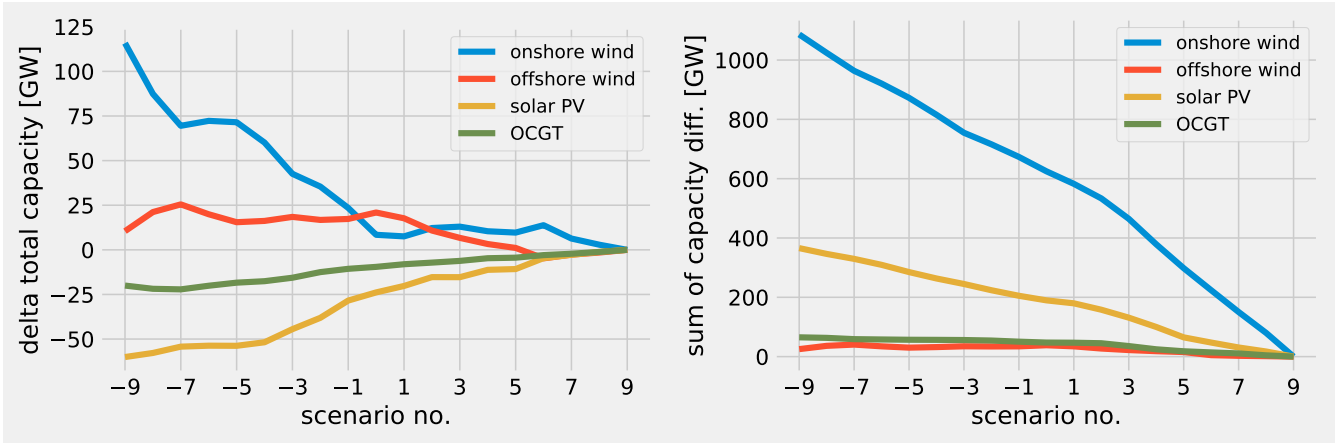 delta total capacity [GW]
125
100
75
50
25
0
−25
−50
−9 −7 −5 −3 −1 1 3 5 7 9
scenario no.
onshore wind
offshore wind
solar PV
OCGT
sum of capacity diff. [GW]
1000
800
600
400
200
0
−9 −7 −5 −3 −1 1 3 5 7 9
scenario no.
onshore wind
offshore wind
solar PV
OCGT